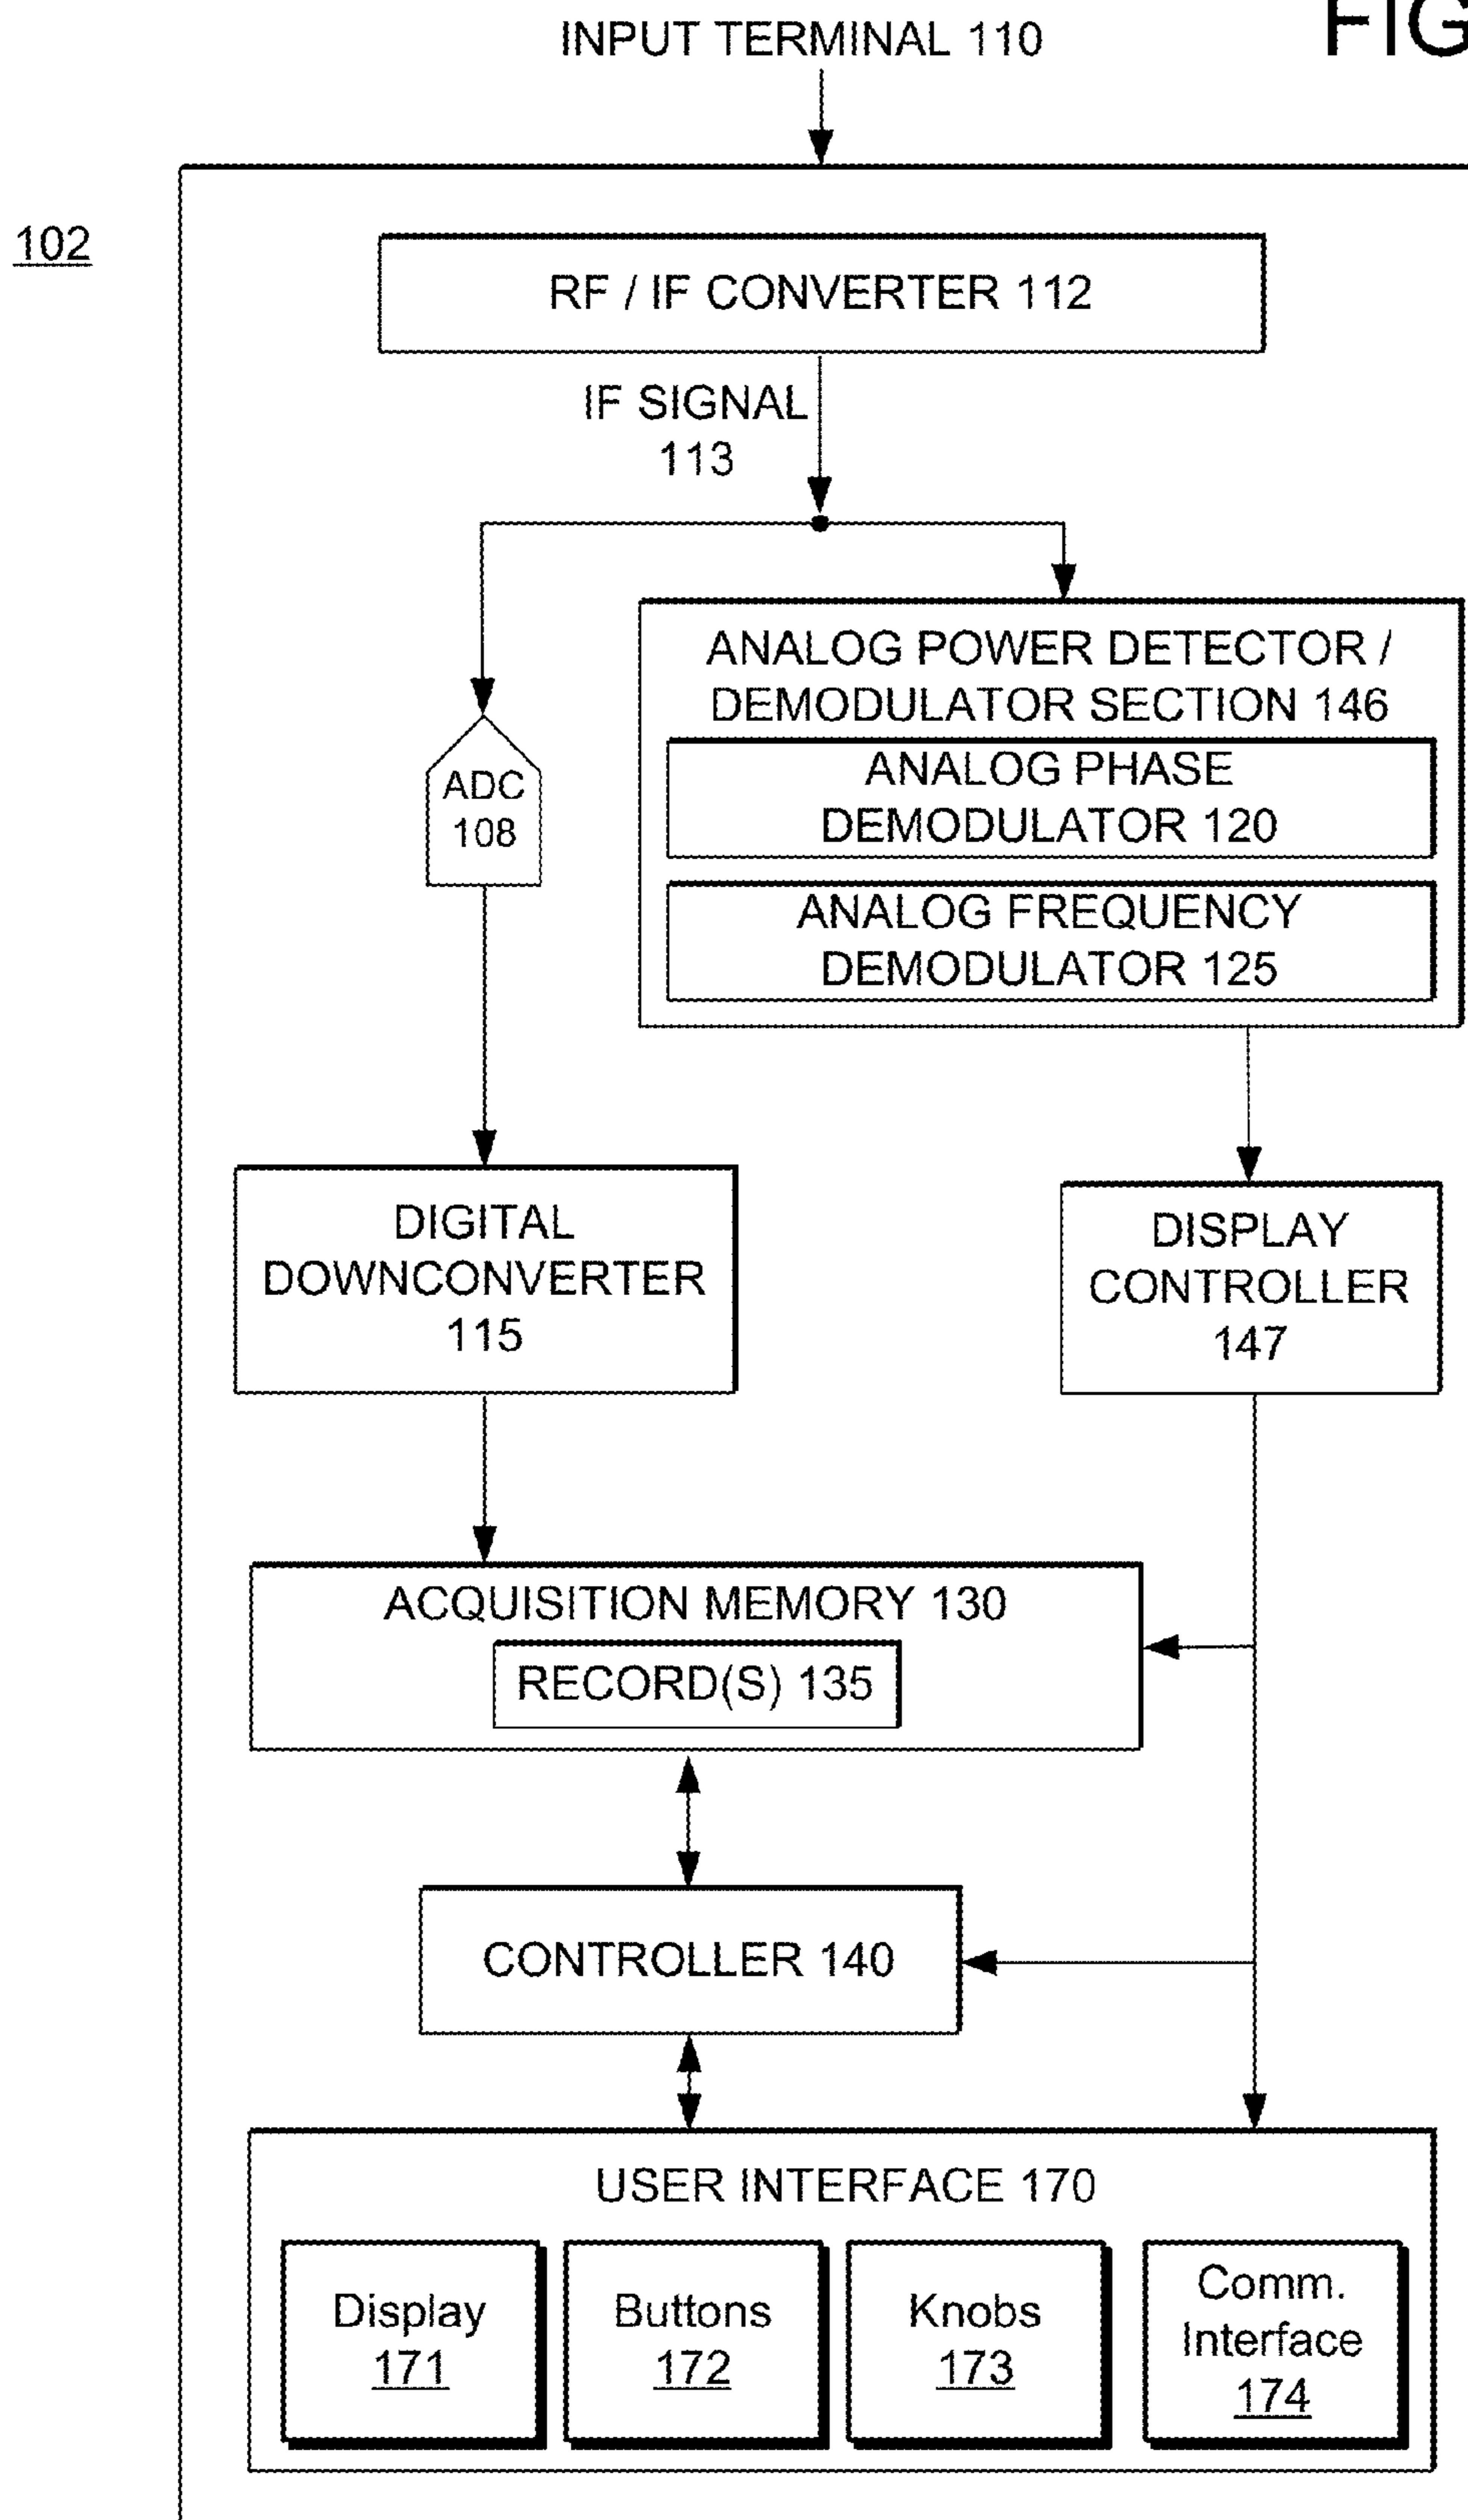 INPUT TERMINAL 110
FIG
102
RF / IF CONVERTER 112
IF SIGNAL
113
ANALOG POWER DETECTOR /
DEMODULATOR SECTION 146
ANALOG PHASE
DEMODULATOR 120
ANALOG FREQUENCY
DEMODULATOR 125
ADC
108
DIGITAL
DOWNCONVERTER
115
DISPLAY
CONTROLLER
147
ACQUISITION MEMORY 130
RECORD(S) 135
CONTROLLER 140
USER INTERFACE 170
Display
171
Buttons
172
Knobs
173
Comm.
Interface
174